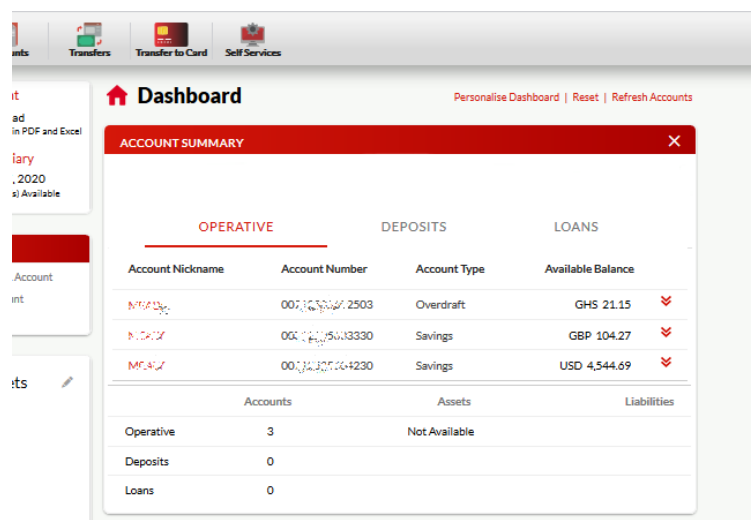 nts Transfers Transfer to Card Self Services
Dashboard
Personalise Dashboard | Reset | Refresh Accounts
ad
in PDF and Excel
iary
, 2020
s) Available
ACCOUNT SUMMARY
OPERATIVE DEPOSITS LOANS
Account
Account Nickname Account Number Account Type Available Balance
Overdraft GHS 21.15
Savings GBP 104.27
Savings USD 4,544.69
ets
Accounts Assets Liabilities
Operative 3 Not Available
Deposits 0
Loans 0